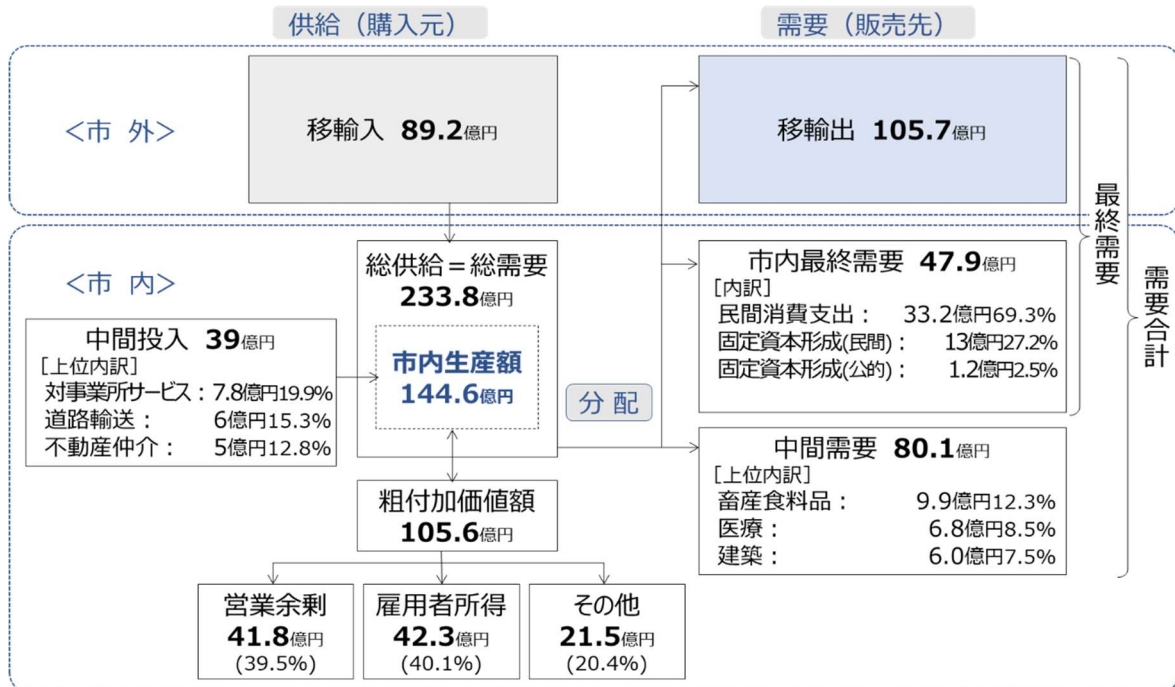 供給（購入元）
需要（販売先）
＜市 外＞
移輸入 89.2億円
移輸出 105.7億円
最終需要
需要合計
＜市 内＞
総供給＝総需要
233.8億円
市内生産額
144.6億円
中間投入 39億円
[上位内訳]
対事業所サービス：7.8億円19.9%
道路輸送： 6億円15.3%
不動産仲介： 5億円12.8%
分 配
市内最終需要 47.9億円
[内訳]
民間消費支出： 33.2億円69.3%
固定資本形成(民間)： 13億円27.2%
固定資本形成(公的)： 1.2億円2.5%
中間需要 80.1億円
[上位内訳]
畜産食料品： 9.9億円12.3%
医療： 6.8億円8.5%
建築： 6.0億円7.5%
粗付加価値額
105.6億円
営業余剰
41.8億円
(39.5%)
雇用者所得
42.3億円
(40.1%)
その他
21.5億円
(20.4%)